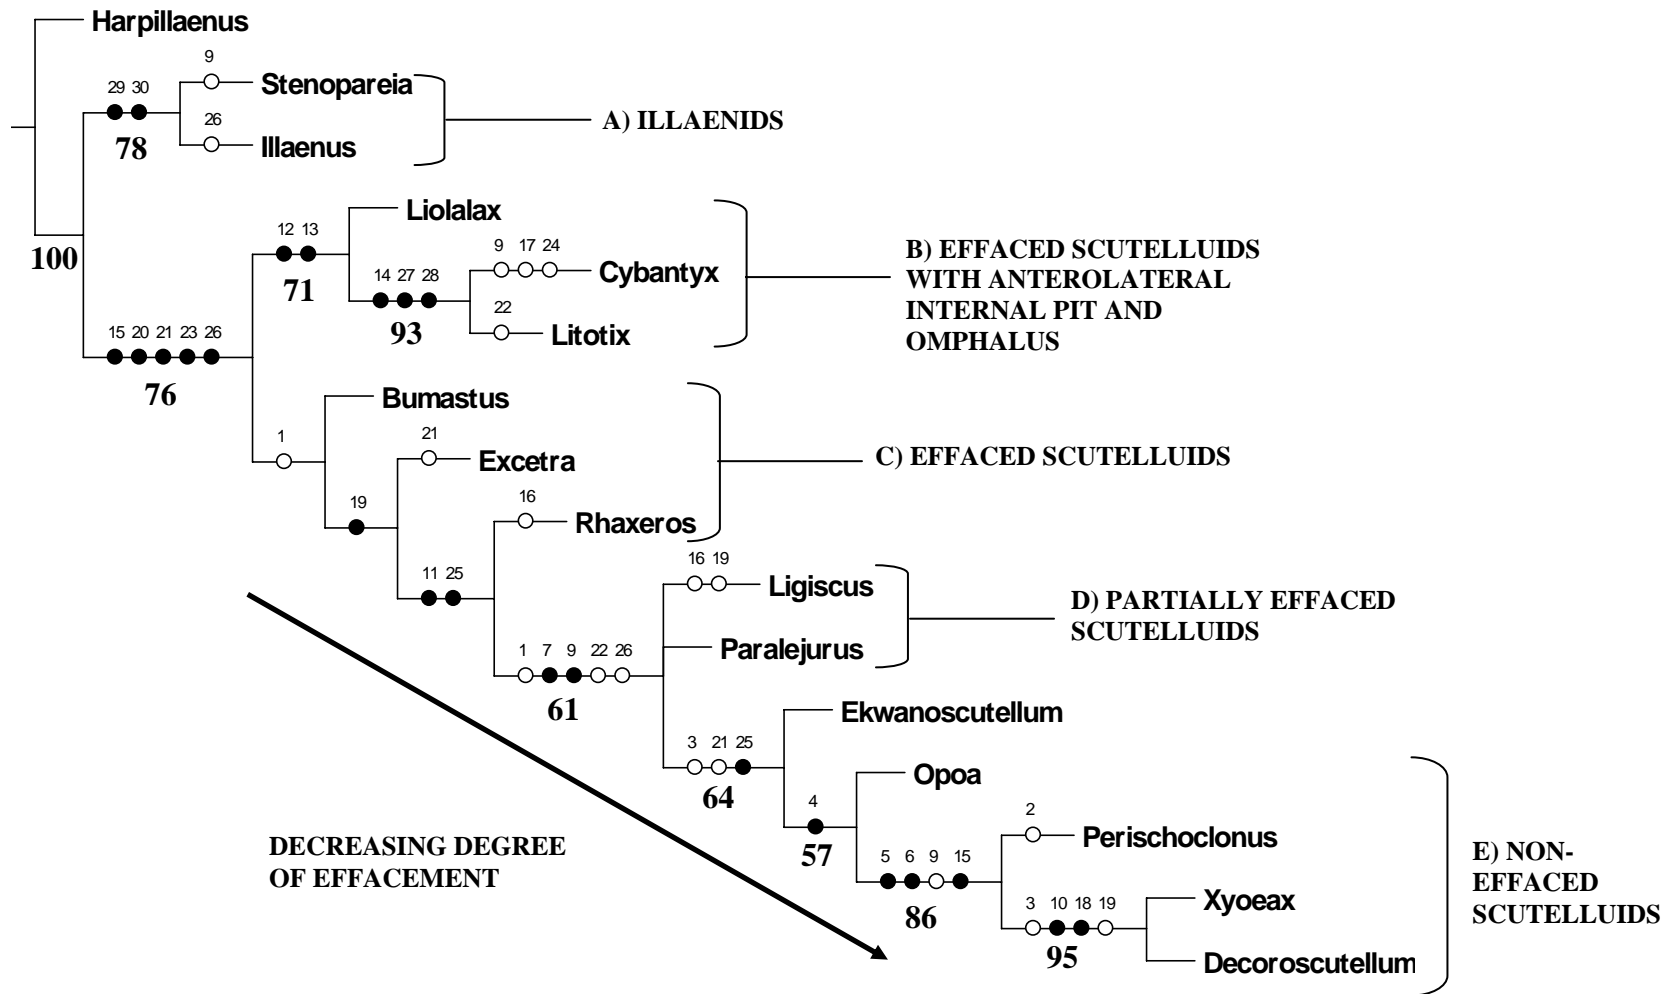 Harpillaenus
9
29 30
Stenopareia
78
26
Illaenus
A) ILLAENIDS
100
12 13
Liolalax
71
9 17 24
14 27 28
Cybantyx
93
22
Litotix
B) EFFACED SCUTELLUIDS
WITH ANTEROLATERAL
INTERNAL PIT AND
OMPHALUS
15 20 21 23 26
76
Bumastus
1
21
Excetra
19
16
Rhaxeros
C) EFFACED SCUTELLUIDS
11 25
16 19
Ligiscus
Paralejurus
D) PARTIALLY EFFACED
SCUTELLUIDS
1 7 9 22 26
61
Ekwanoscutellum
3 21 25
64
Opoa
4
57
2
Perischoclonus
5 6 9 15
86
Xyoeax
3 10 18 19
95
Decoroscutellum
E) NON-
EFFACED
SCUTELLUIDS
DECREASING DEGREE
OF EFFACEMENT